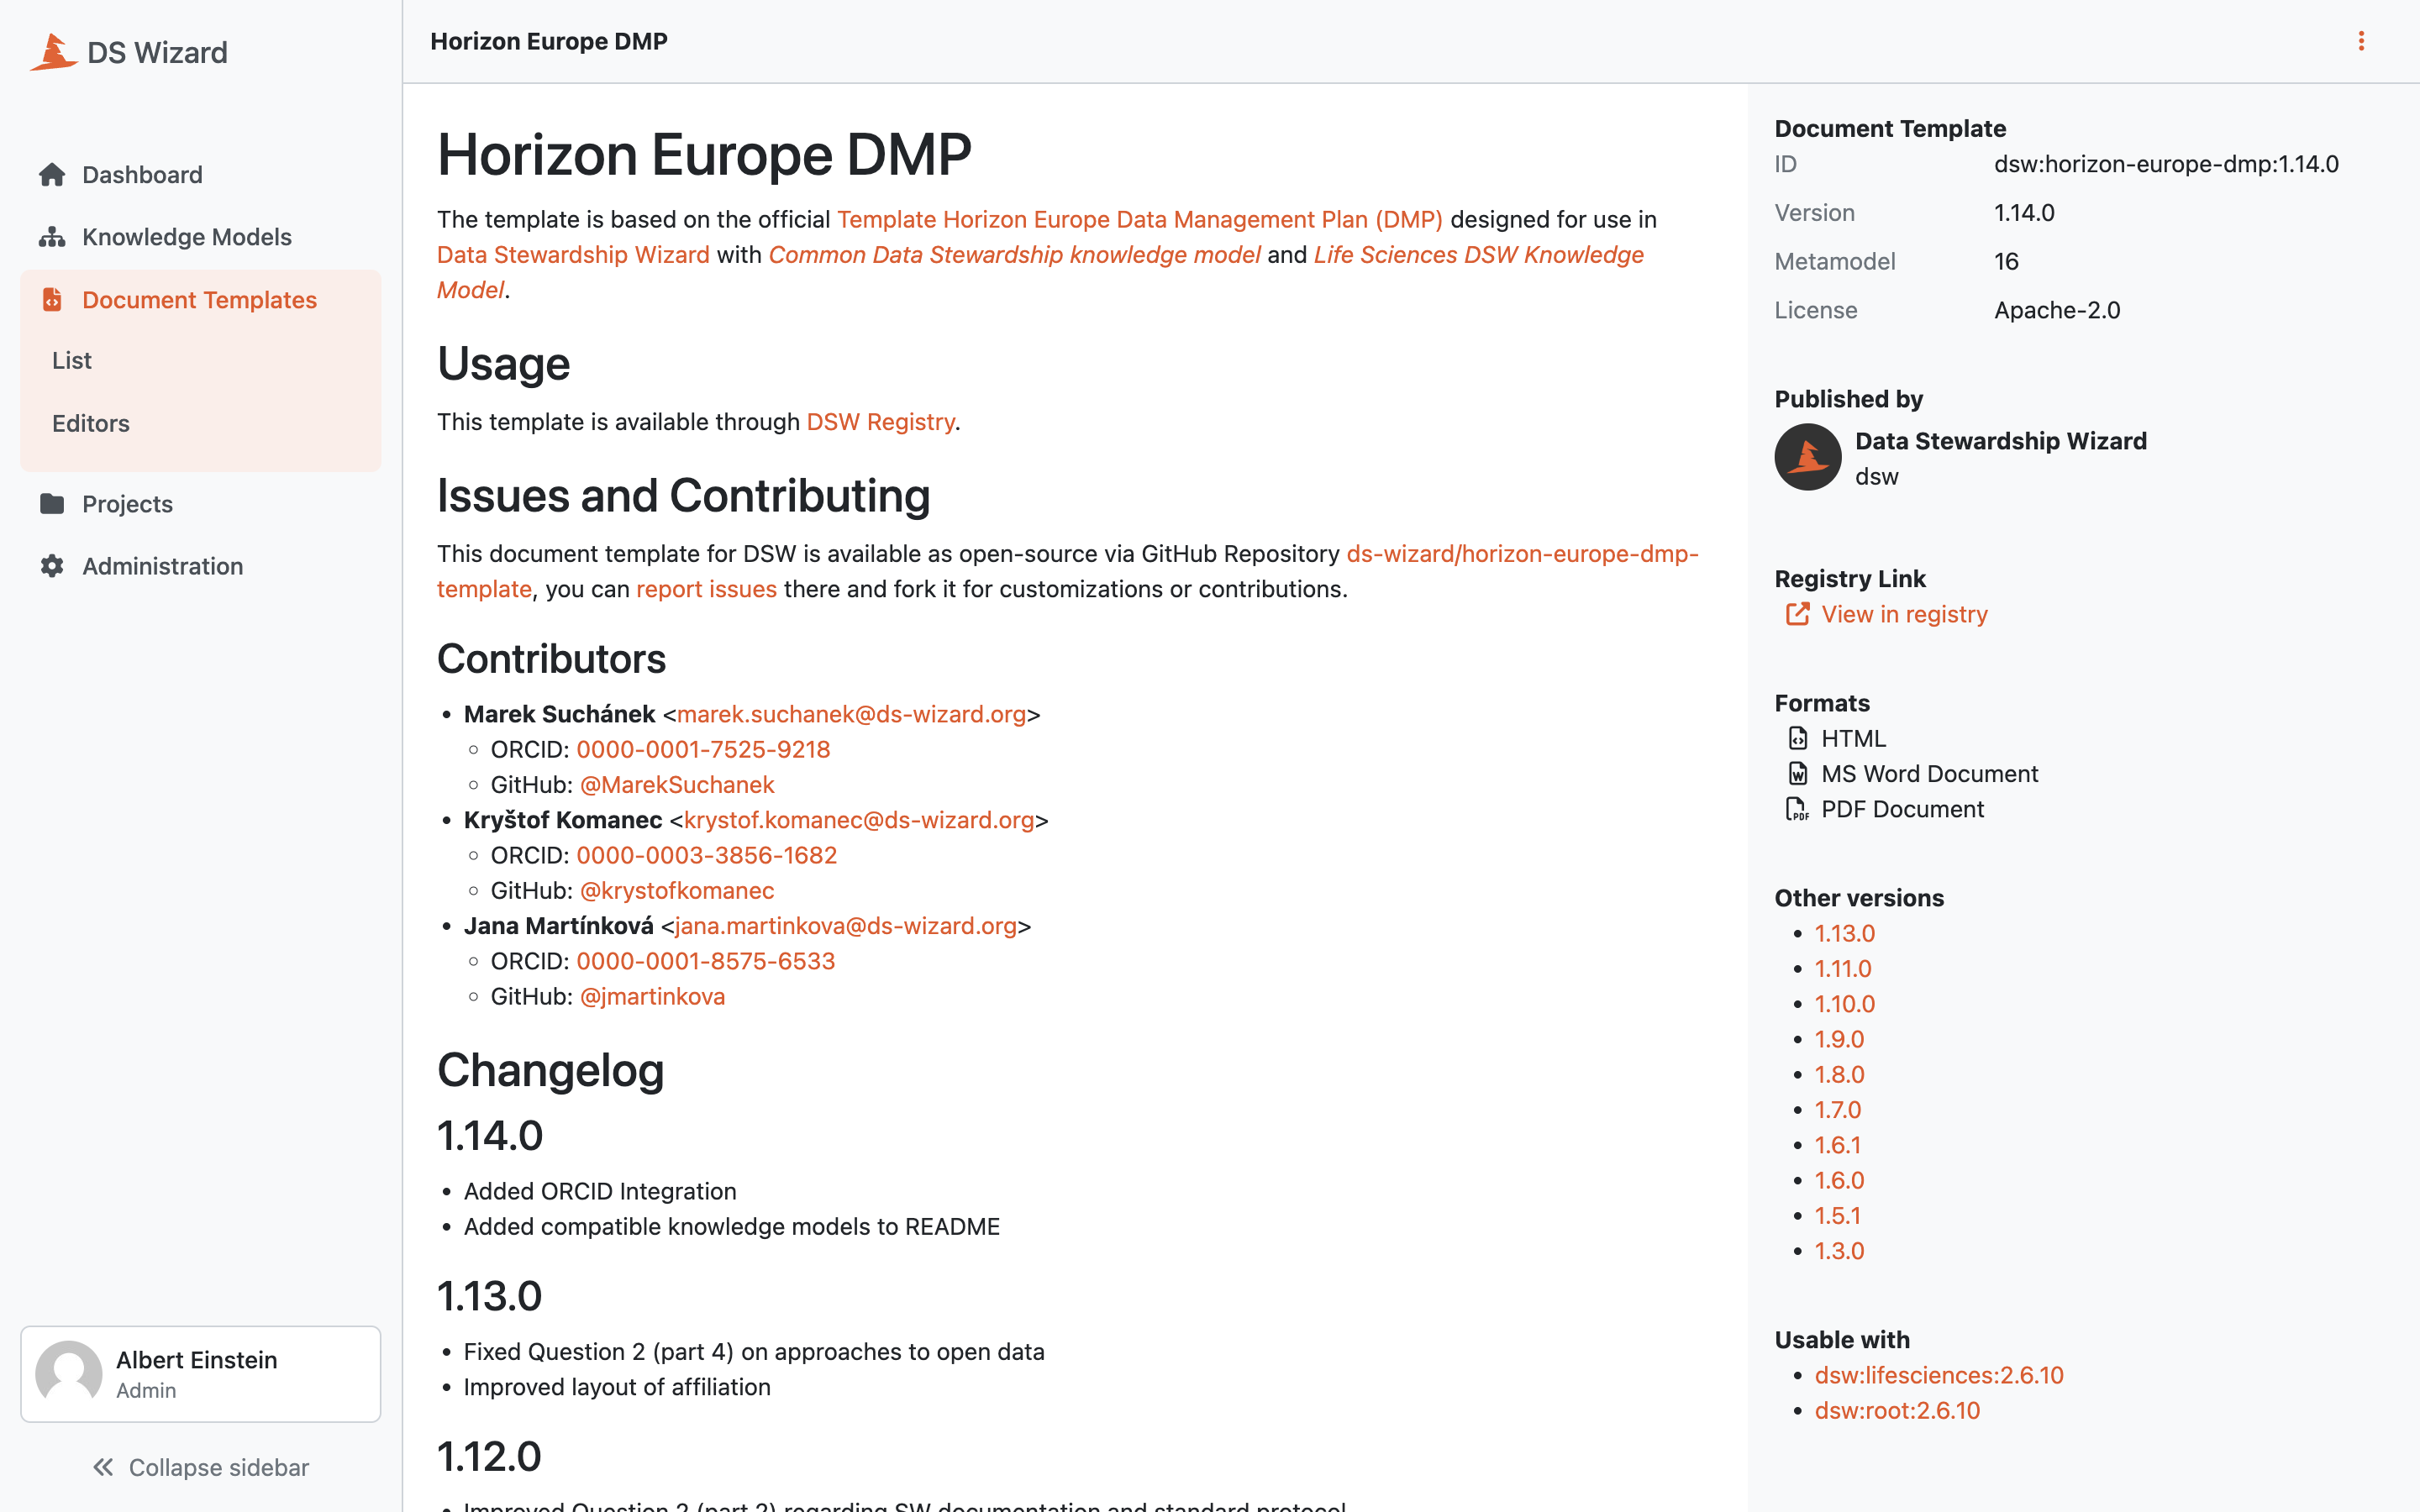 DS Wizard
Dashboard
Knowledge Models
Document Templates
List
Editors
Projects
Administration
Albert Einstein
Admin
Collapse sidebar
Horizon Europe DMP
Horizon Europe DMP
The template is based on the official Template Horizon Europe Data Management Plan (DMP) designed for use in
Data Stewardship Wizard with Common Data Stewardship knowledge model and Life Sciences DSW Knowledge
Model.
Usage
This template is available through DSW Registry.
Issues and Contributing
This document template for DSW is available as open-source via GitHub Repository ds-wizard/horizon-europe-dmp-
template, you can report issues there and fork it for customizations or contributions.
Contributors
• Marek Suchánek <marek.suchanek@ds-wizard.org>
◦ ORCID: 0000-0001-7525-9218
◦ GitHub: @MarekSuchanek
• Kryštof Komanec <krystof.komanec@ds-wizard.org>
◦ ORCID: 0000-0003-3856-1682
◦ GitHub: @krystofkomanec
• Jana Martínková <jana.martinkova@ds-wizard.org>
◦ ORCID: 0000-0001-8575-6533
◦ GitHub: @jmartinkova
Changelog
1.14.0
• Added ORCID Integration
• Added compatible knowledge models to README
1.13.0
• Fixed Question 2 (part 4) on approaches to open data
• Improved layout of affiliation
1.12.0
• Improved Question 2 (part 2) regarding SW documentation and standard protocol
Document Template
ID dsw:horizon-europe-dmp:1.14.0
Version 1.14.0
Metamodel 16
License Apache-2.0
Published by
Data Stewardship Wizard
dsw
Registry Link
View in registry
Formats
HTML
MS Word Document
PDF Document
Other versions
• 1.13.0
• 1.11.0
• 1.10.0
• 1.9.0
• 1.8.0
• 1.7.0
• 1.6.1
• 1.6.0
• 1.5.1
• 1.3.0
Usable with
• dsw:lifesciences:2.6.10
• dsw:root:2.6.10